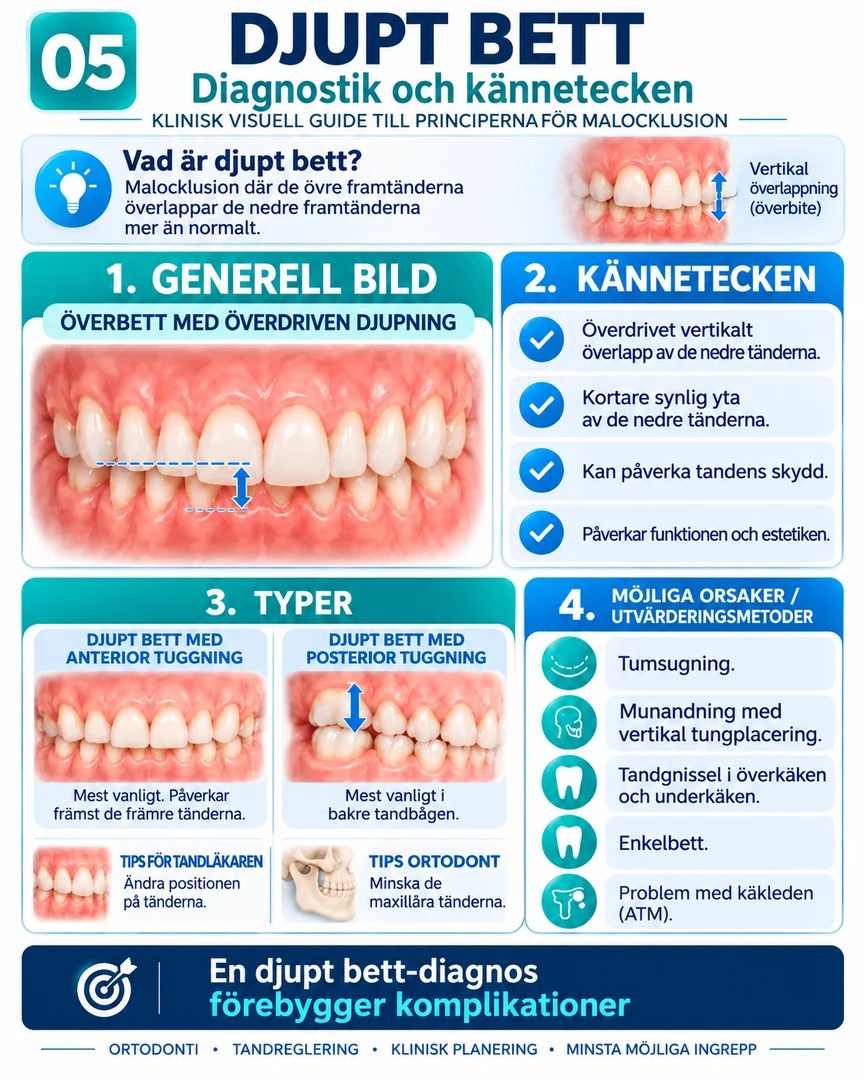 05
DJUPT BETT
Diagnostik och kännetecken
KLINISK VISUELL GUIDE TILL PRINCIPERNA FÖR MALOCKLUSION
Vad är djupt bett?
Malocklusion där de övre framtänderna
överlappar de nedre framtänderna
mer än normalt.
Vertikal
överlappning
(överbite)
1. GENERELL BILD
ÖVERBETT MED ÖVERDRIVEN DJUPNING
2. KÄNNETECKEN
Överdrivet vertikalt
överlapp av de nedre tänderna.
Kortare synlig yta
av de nedre tänderna.
Kan påverka tandens skydd.
Påverkar funktionen och estetiken.
3. TYPER
DJUPT BETT MED
ANTERIOR TUGGNING
Mest vanligt. Påverkar
främst de främre tänderna.
DJUPT BETT MED
POSTERIOR TUGGNING
Mest vanligt i
bakre tandbågen.
TIPS FÖR TANDLÄKAREN
Ändra positionen
på tänderna.
TIPS ORTODONT
Minska de
maxillåra tänderna.
4. MÖJLIGA ORSAKER /
UTVÄRDERINGSMETODER
Tumsugning.
Munandning med
vertikal tungplacering.
Tandgnissel i överkäken
och underkäken.
Enkelbett.
Problem med käkleden
(ATM).
En djupt bett-diagnos
förebygger komplikationer
ORTODONTI • TANDREGLERING • KLINISK PLANERING • MINSTA MÖJLIGA INGREPP